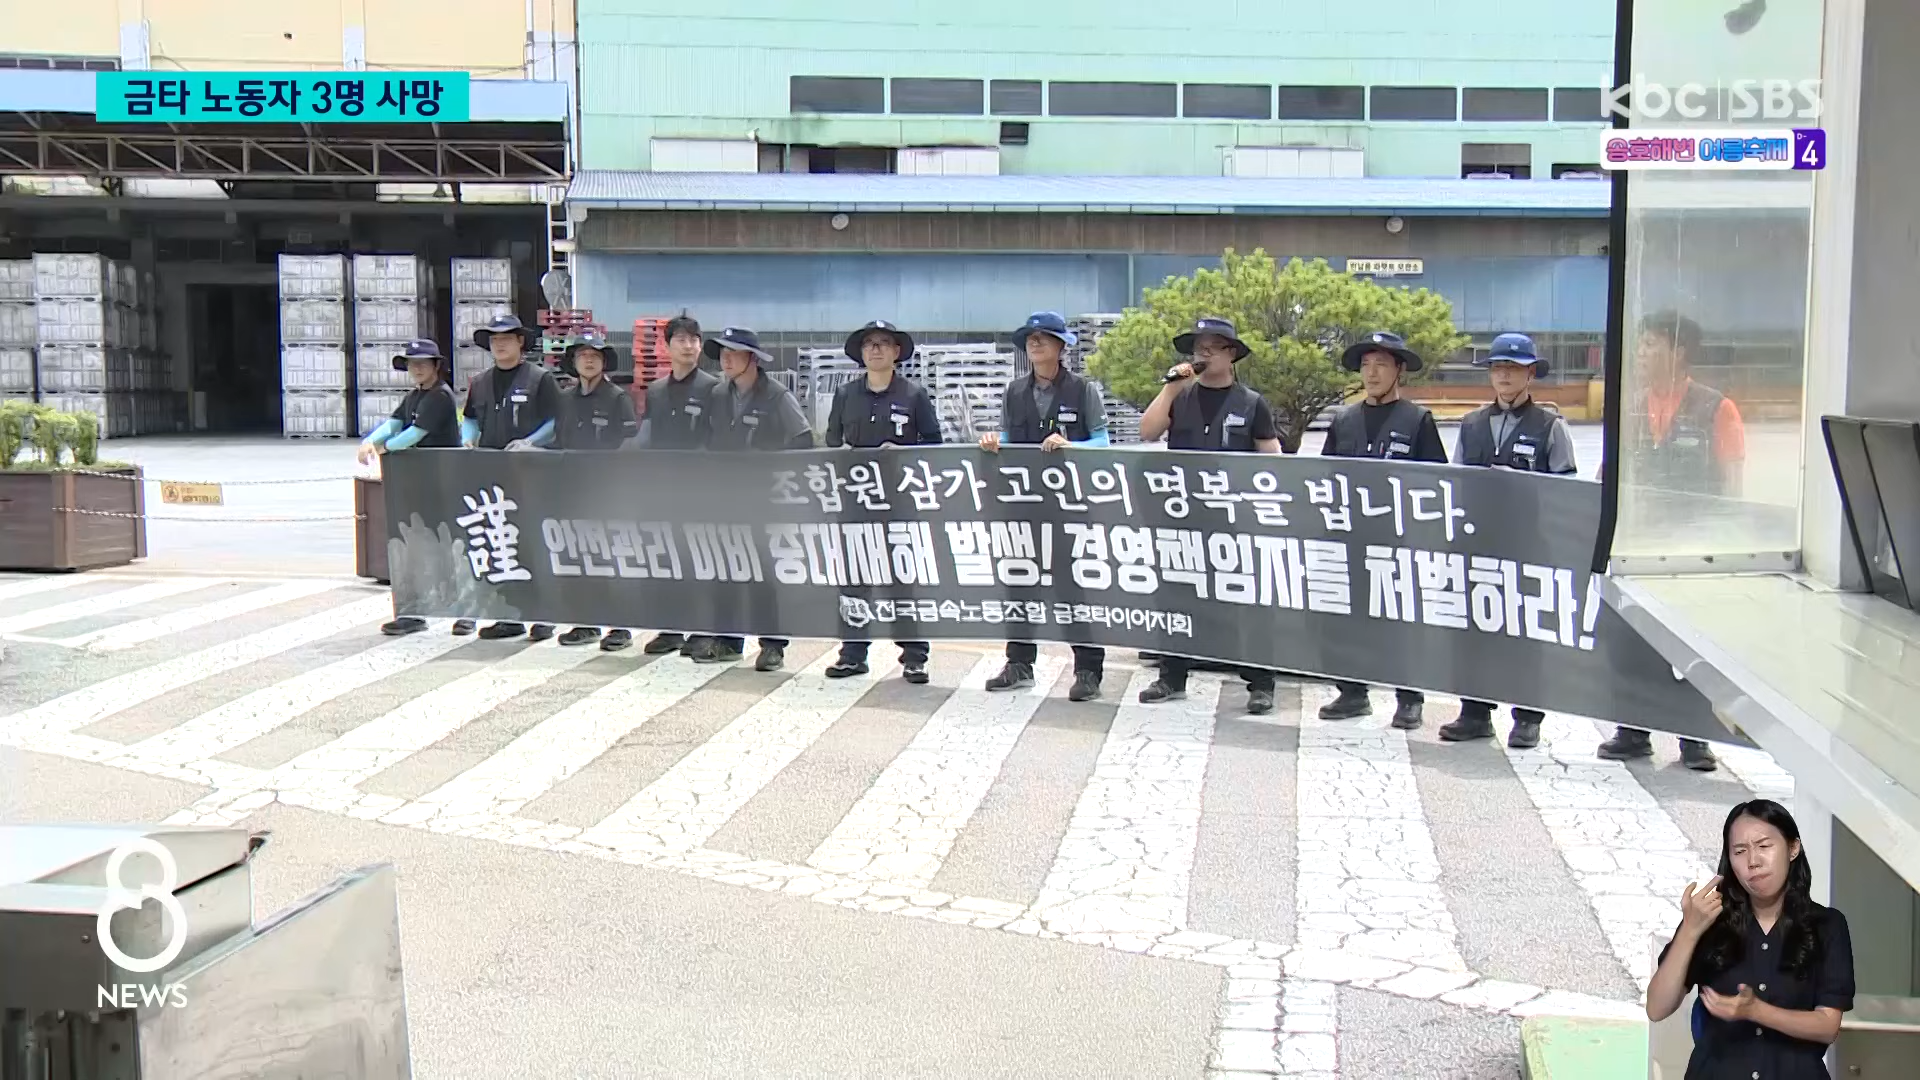 금타 노동자 3명 사망
kbc SBS
송호해변 여름축제 D-4
謹
조합원 삼가 고인의 명복을 빕니다.
안전관리 미비 중대재해 발생! 경영책임자를 처벌하라!
전국금속노동조합 금호타이어지회
8
NEWS